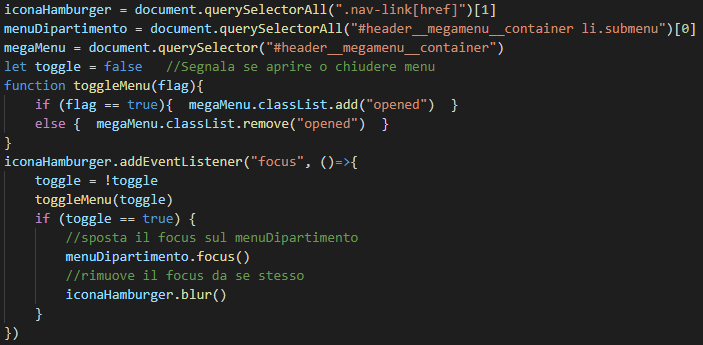 iconaHamburger = document.querySelectorAll(".nav-link[href]")[1]
menuDipartimento = document.querySelectorAll("#header__megamenu__container li.submenu")[0]
megaMenu = document.querySelector("#header__megamenu__container")
let toggle = false   //Segnala se aprire o chiudere menu
function toggleMenu(flag){
    if (flag == true){  megaMenu.classList.add("opened")  }
    else {  megaMenu.classList.remove("opened")  }
}
iconaHamburger.addEventListener("focus", ()=>{
    toggle = !toggle
    toggleMenu(toggle)
    if (toggle == true) {
        //sposta il focus sul menuDipartimento
        menuDipartimento.focus()
        //rimuove il focus da se stesso
        iconaHamburger.blur()
    }
})